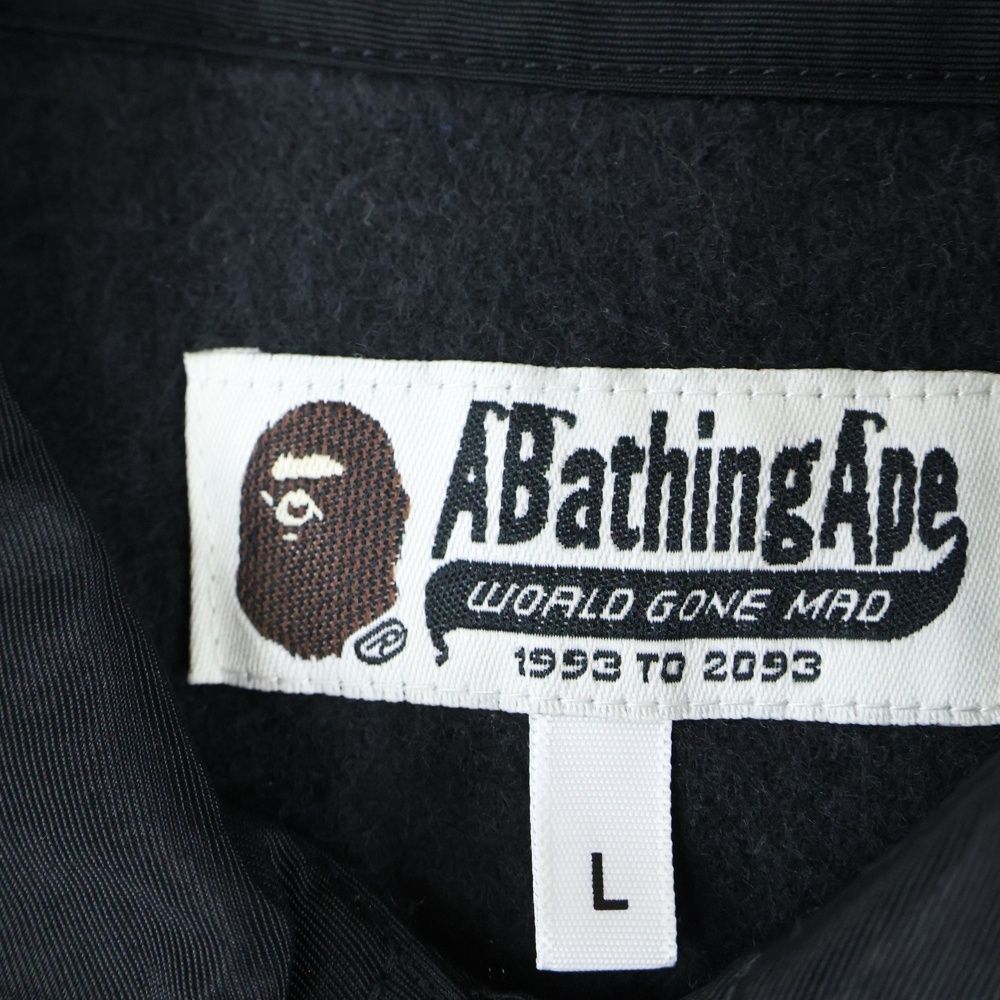 ABathingApe
WORLD GONE MAD
1993 TO 2093
®
L